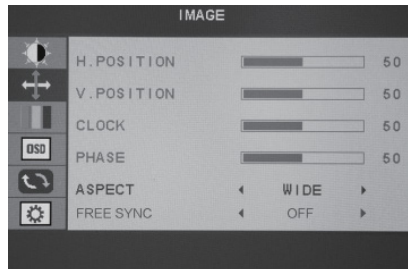 IMAGE
H.POSITION 50
V.POSITION 50
CLOCK 50
OSD
PHASE 50
ASPECT WIDE
FREE SYNC OFF